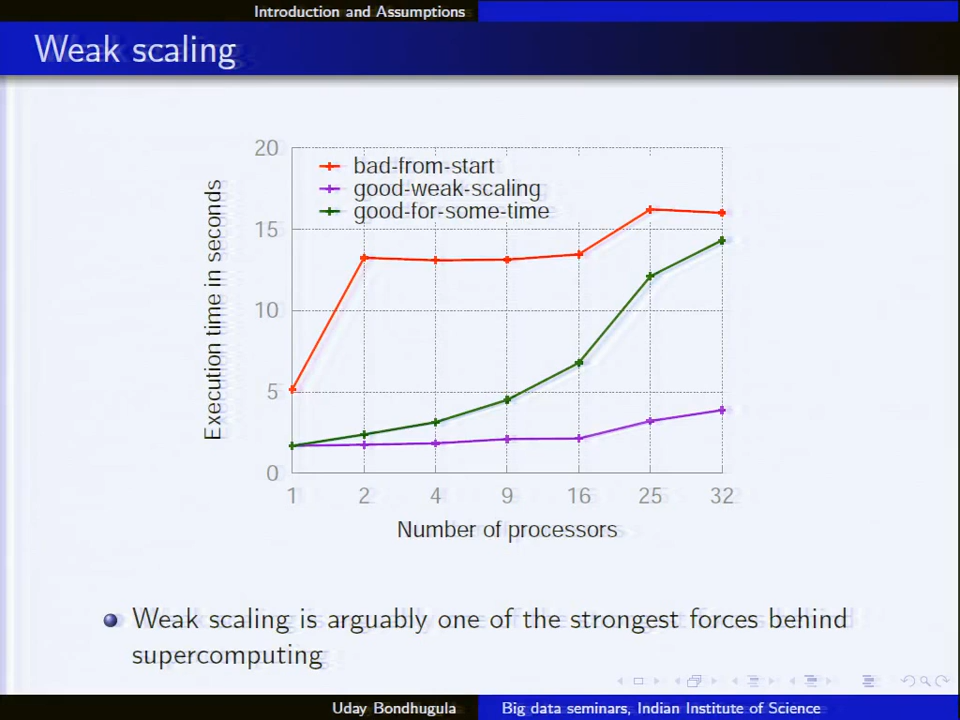 Introduction and Assumptions
Weak scaling
20
15
10
5
0
Execution time in seconds
bad-from-start
good-weak-scaling
good-for-some-time
1 2 4 9 16 25 32
Number of processors
Weak scaling is arguably one of the strongest forces behind
supercomputing
Uday Bondhugula Big data seminars, Indian Institute of Science